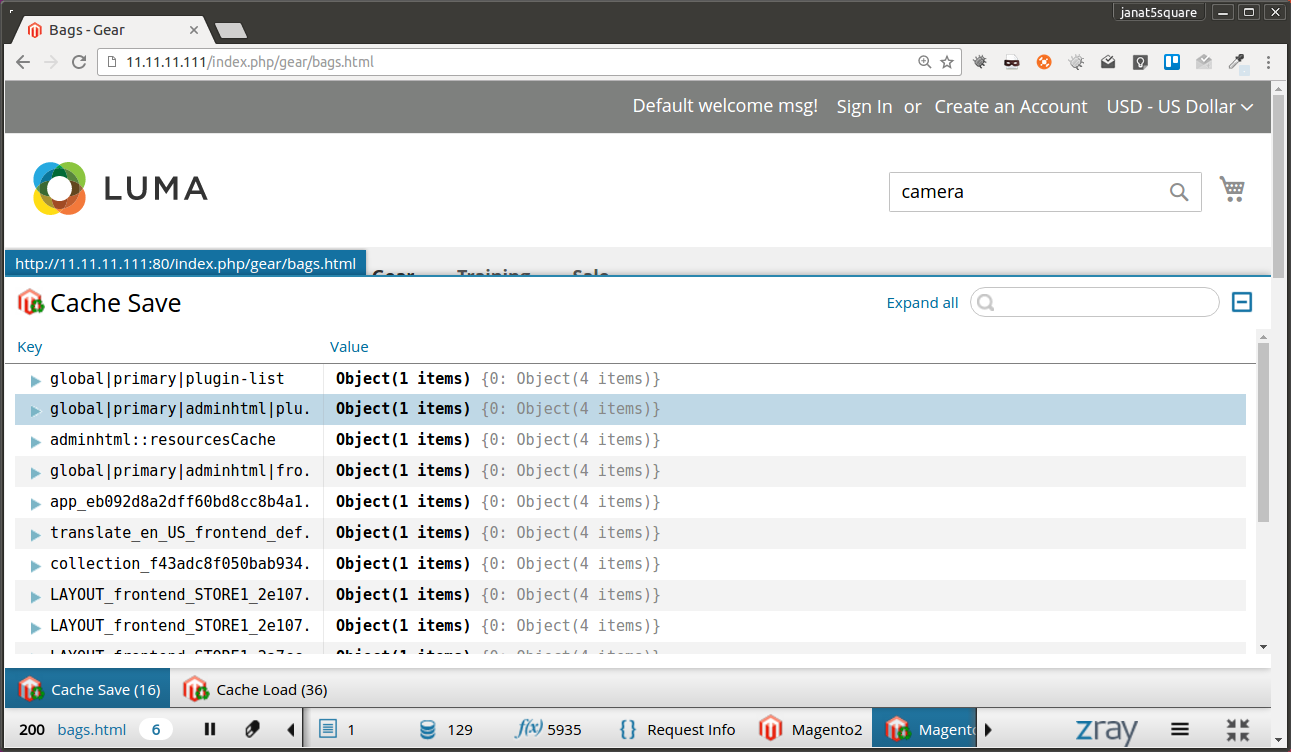 janat5square
Bags - Gear
11.11.11.111/index.php/gear/bags.html
Default welcome msg! Sign In or Create an Account USD - US Dollar
LUMA
camera
http://11.11.11.111:80/index.php/gear/bags.html Gear Training Sale
Cache Save Expand all
Key Value
global|primary|plugin-list Object(1 items) {0: Object(4 items)}
global|primary|adminhtml|plu. Object(1 items) {0: Object(4 items)}
adminhtml::resourcesCache Object(1 items) {0: Object(4 items)}
global|primary|adminhtml|fro. Object(1 items) {0: Object(4 items)}
app_eb092d8a2dff60bd8cc8b4a1. Object(1 items) {0: Object(4 items)}
translate_en_US_frontend_def. Object(1 items) {0: Object(4 items)}
collection_f43adc8f050bab934. Object(1 items) {0: Object(4 items)}
LAYOUT_frontend_STORE1_2e107. Object(1 items) {0: Object(4 items)}
LAYOUT_frontend_STORE1_2e107. Object(1 items) {0: Object(4 items)}
Object(1 items) {0: Object(4 items)}
Cache Save (16) Cache Load (36)
200 bags.html 6 1 129 f(x) 5935 {} Request Info Magento2 Magento zray